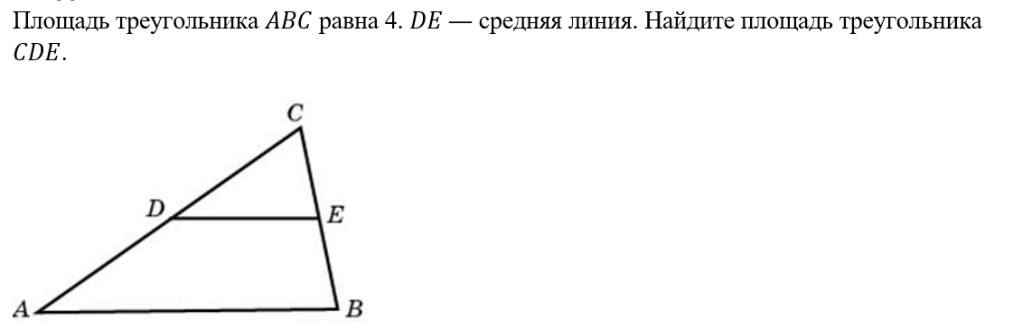 Площадь треугольника ABC равна 4. DE — средняя линия. Найдите площадь треугольника
CDE.
C
D
E
A
B